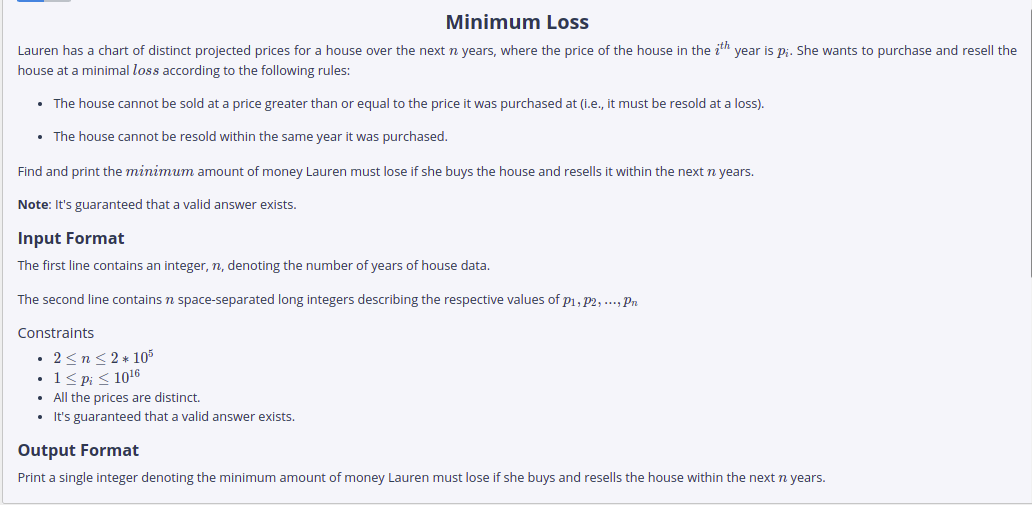 Minimum Loss
Lauren has a chart of distinct projected prices for a house over the next n years, where the price of the house in the i^th year is p_i. She wants to purchase and resell the
house at a minimal loss according to the following rules:
• The house cannot be sold at a price greater than or equal to the price it was purchased at (i.e., it must be resold at a loss).
• The house cannot be resold within the same year it was purchased.
Find and print the minimum amount of money Lauren must lose if she buys the house and resells it within the next n years.
Note: It's guaranteed that a valid answer exists.
Input Format
The first line contains an integer, n, denoting the number of years of house data.
The second line contains n space-separated long integers describing the respective values of p_1, p_2, ..., p_n
Constraints
• 2 ≤ n ≤ 2 * 10^5
• 1 ≤ p_i ≤ 10^16
• All the prices are distinct.
• It's guaranteed that a valid answer exists.
Output Format
Print a single integer denoting the minimum amount of money Lauren must lose if she buys and resells the house within the next n years.